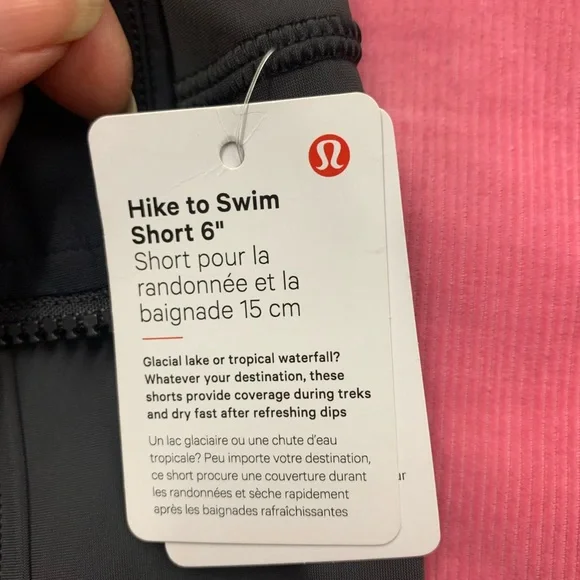 Hike to Swim
Short 6"
Short pour la
randonnée et la
baignade 15 cm
Glacial lake or tropical waterfall?
Whatever your destination, these
shorts provide coverage during treks
and dry fast after refreshing dips
Un lac glaciaire ou une chute d'eau
tropicale? Peu importe votre destination,
ce short procure une couverture durant
les randonnées et sèche rapidement
après les baignades rafraîchissantes